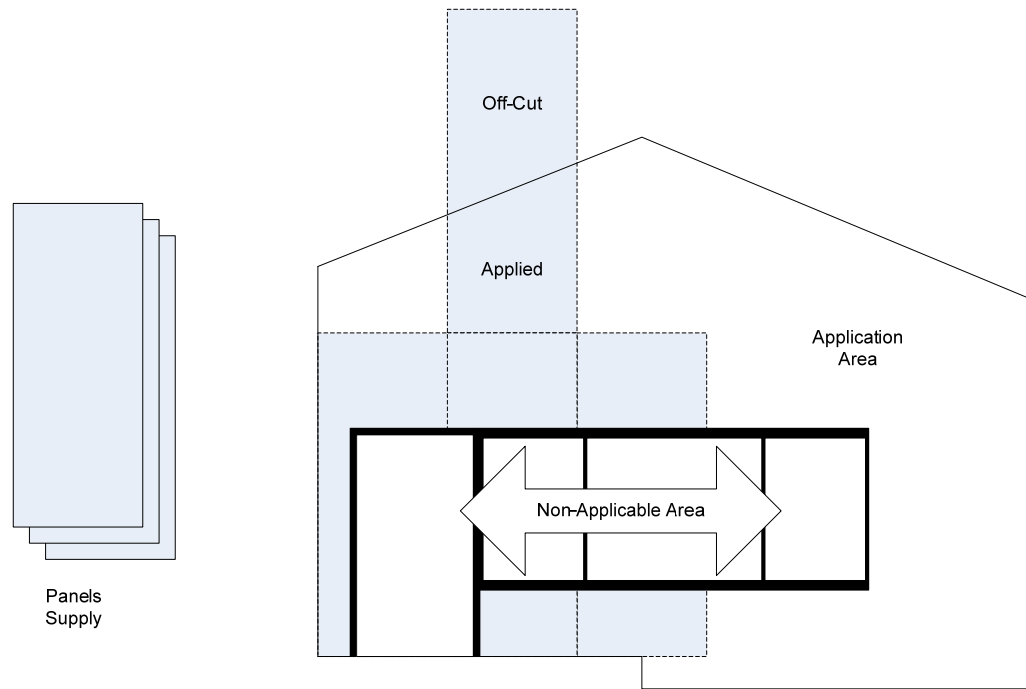 Off-Cut
Applied
Application
Area
Non-Applicable Area
Panels
Supply